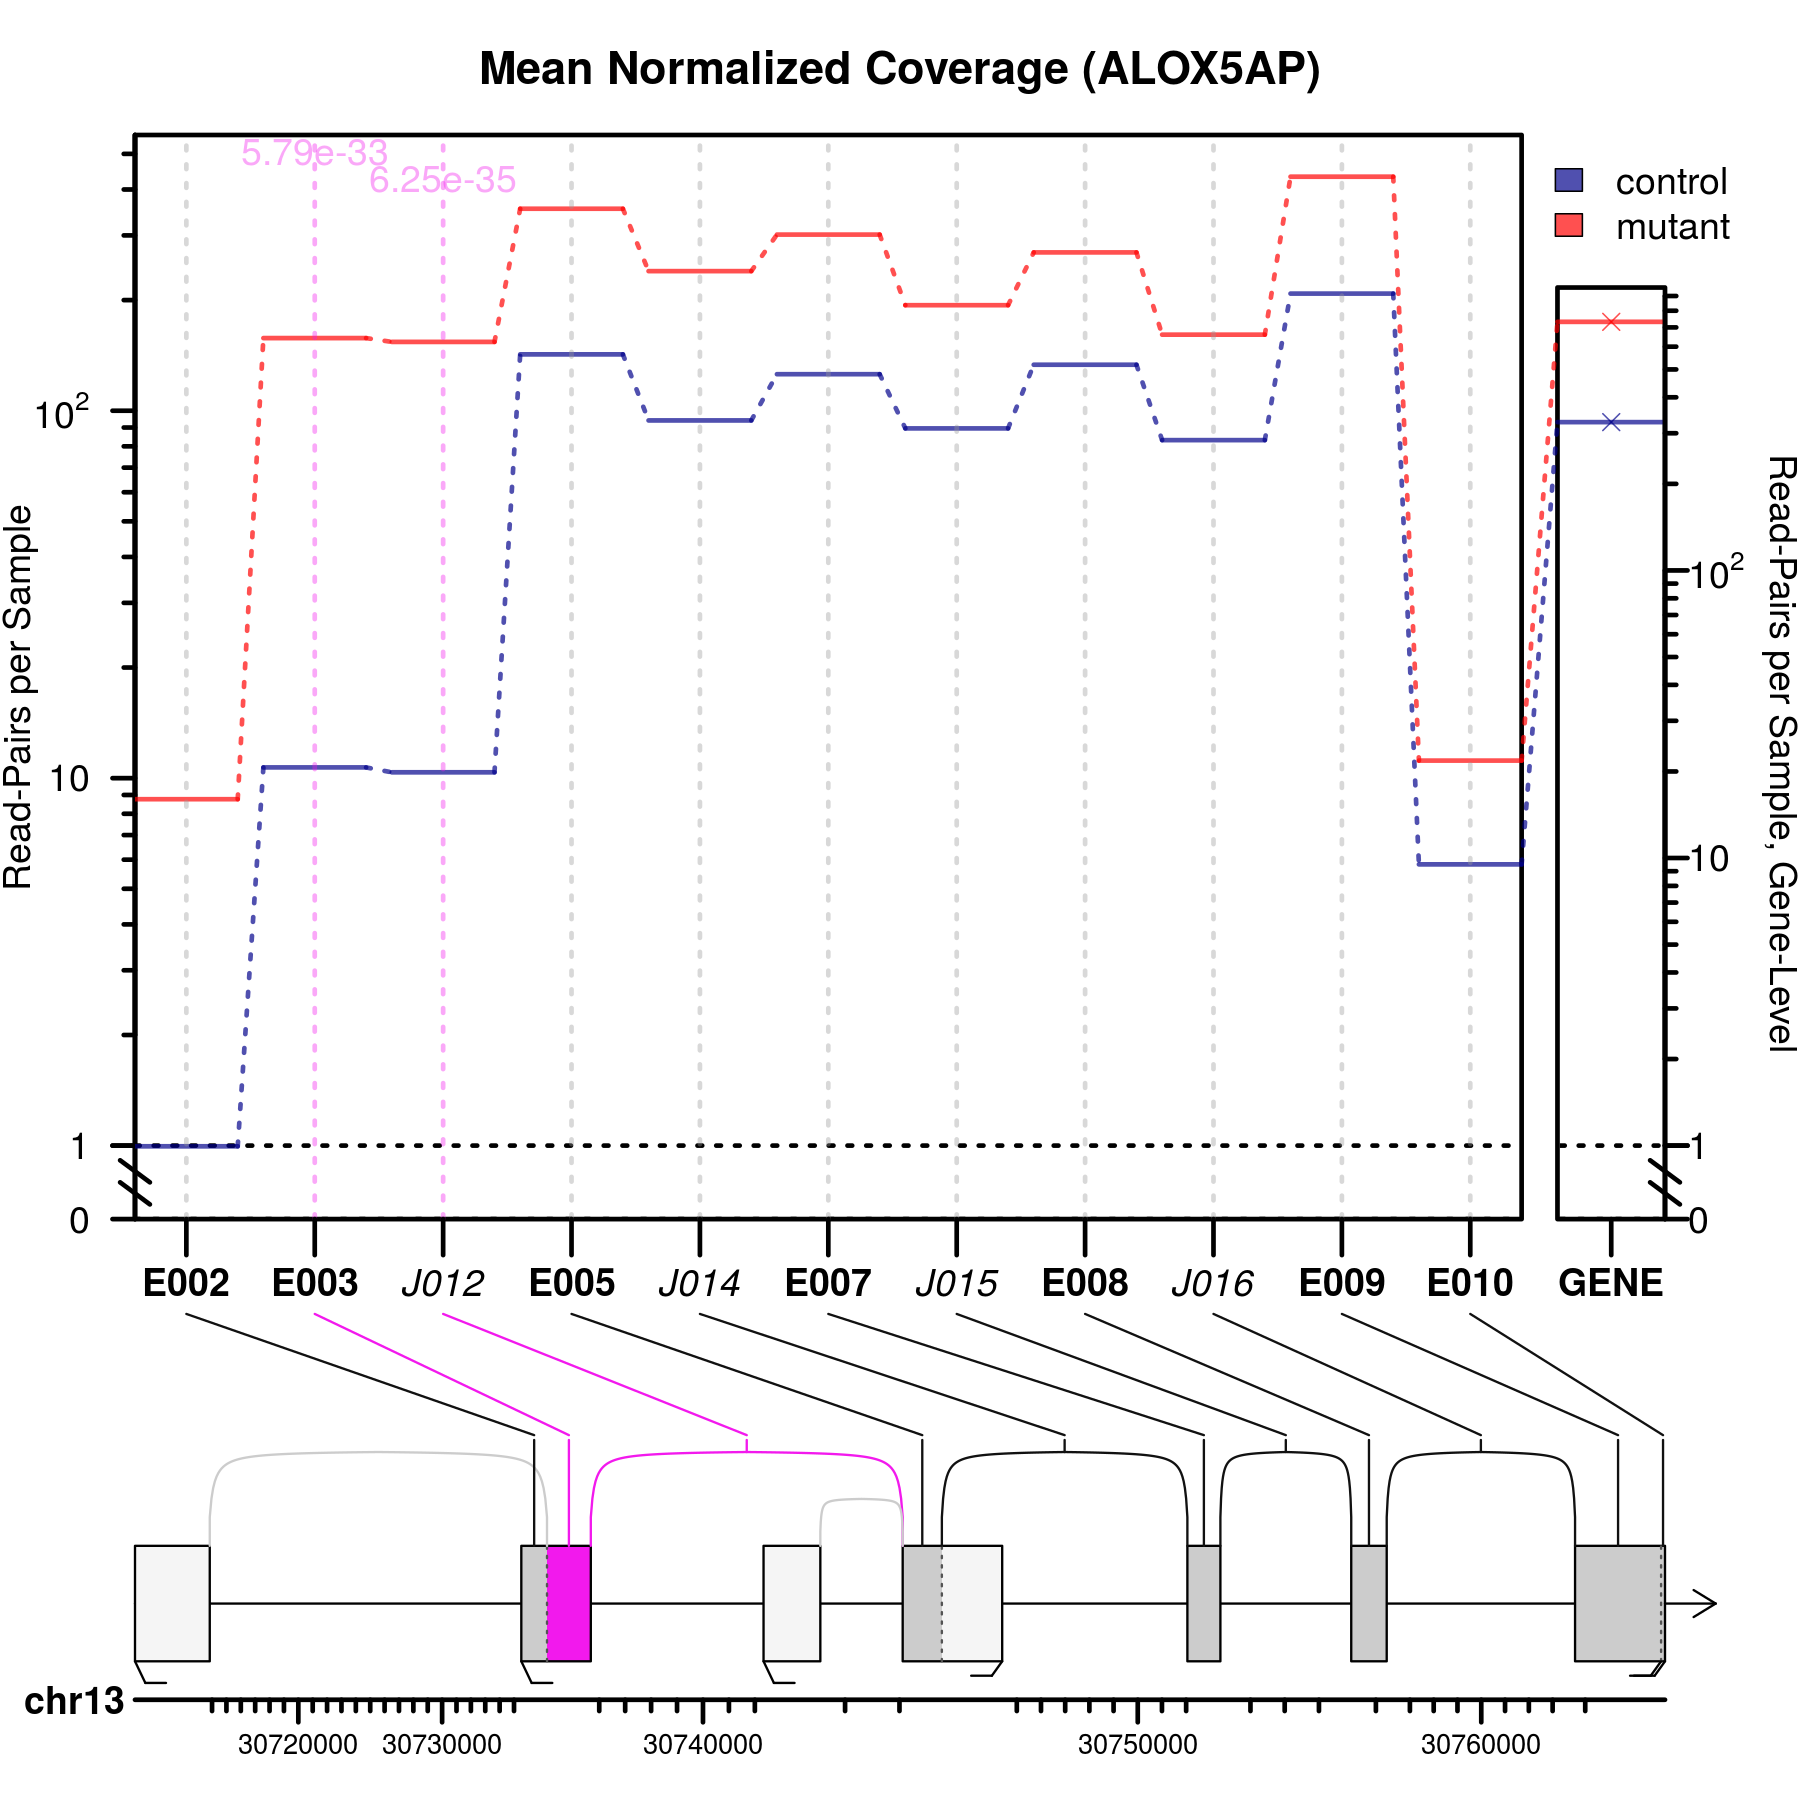 Mean Normalized Coverage (ALOX5AP)
5.79e-33
6.25e-35
control
mutant
Read-Pairs per Sample
10²
10
1
0
Read-Pairs per Sample, Gene-Level
10²
10
1
0
E002 E003 J012 E005 J014 E007 J015 E008 J016 E009 E010 GENE
chr13
30720000 30730000 30740000 30750000 30760000